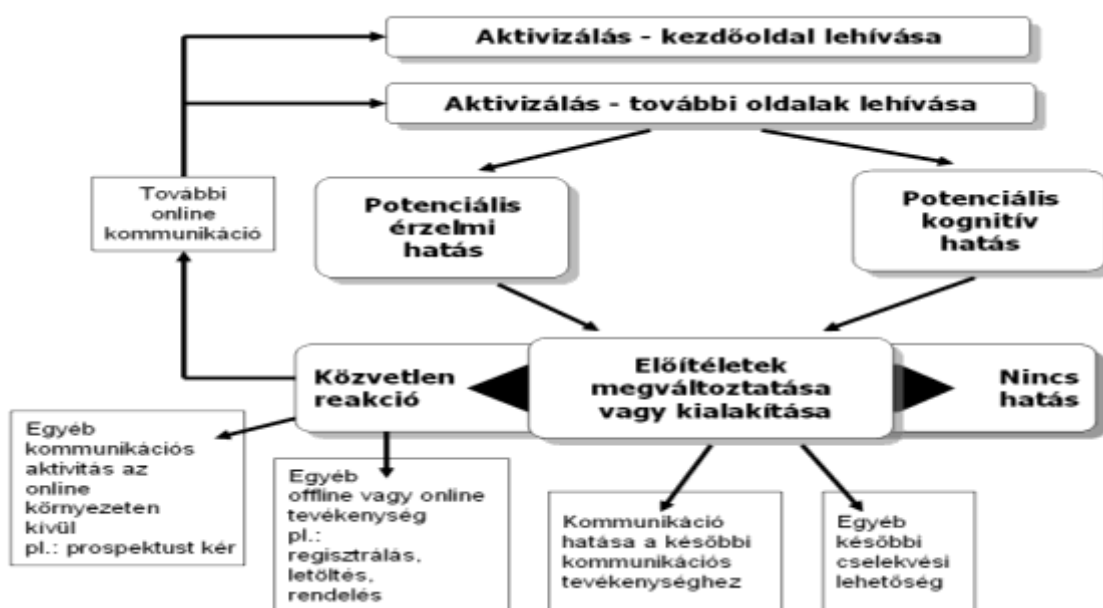 Aktivizálás - kezdőoldal lehívása
Aktivizálás - további oldalak lehívása
További
online
kommunikáció
Potenciális
érzelmi
hatás
Potenciális
kognitív
hatás
Közvetlen
reakció
Előítéletek
megváltoztatása
vagy kialakítása
Nincs
hatás
Egyéb
kommunikációs
aktivitás az
online
környezeten
kívül
pl.: prospektust kér
Egyéb
offline vagy online
tevékenység
pl.:
regisztrálás,
letöltés,
rendelés
Kommunikáció
hatása a későbbi
kommunikációs
tevékenységhez
Egyéb
későbbi
cselekvési
lehetőség